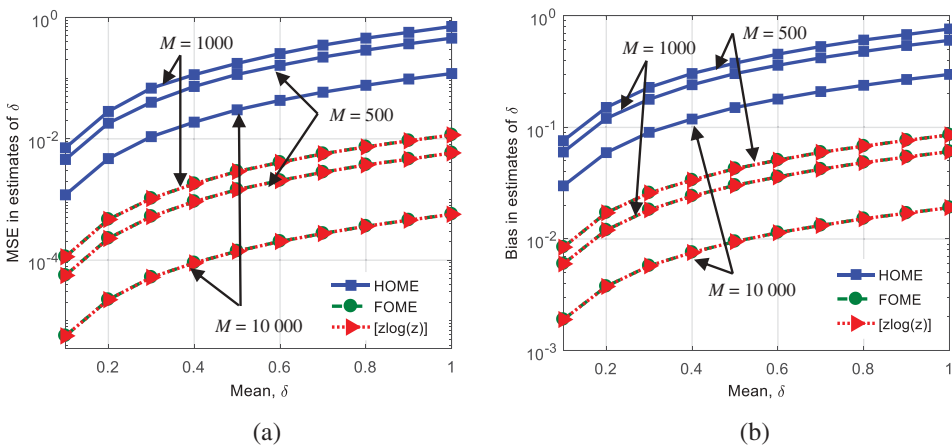 MSE in estimates of δ
10^0
10^-2
10^-4
M = 1000
M = 500
M = 10 000
HOME
FOME
[zlog(z)]
0.2 0.4 0.6 0.8 1
Mean, δ
(a)
Bias in estimates of δ
10^0
10^-1
10^-2
10^-3
M = 500
M = 1000
M = 10 000
HOME
FOME
[zlog(z)]
0.2 0.4 0.6 0.8 1
Mean, δ
(b)